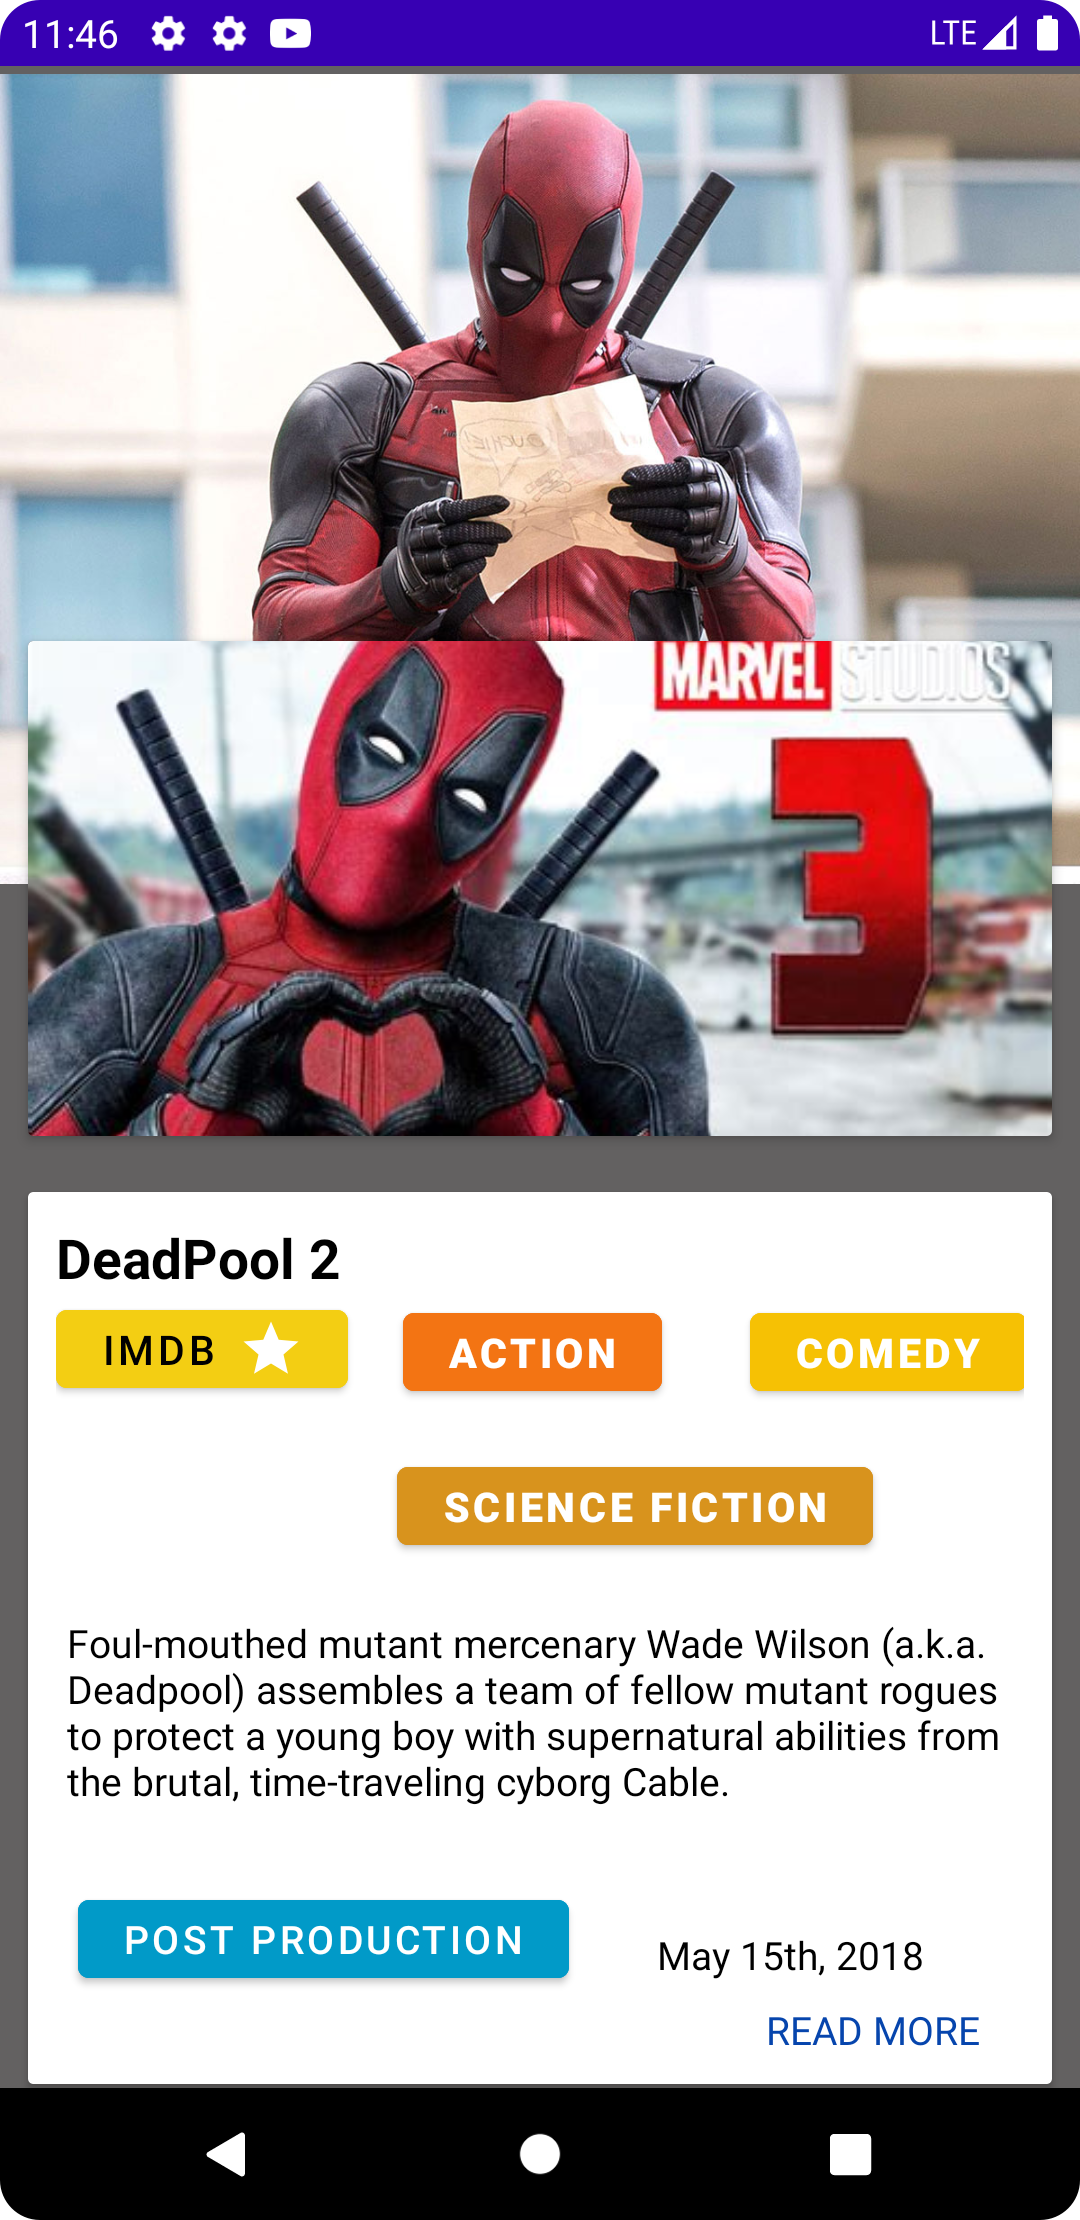 11:46 LTE
OUCHIE!
MARVEL STUDIOS
3
DeadPool 2
IMDB ACTION COMEDY
SCIENCE FICTION
Foul-mouthed mutant mercenary Wade Wilson (a.k.a.
Deadpool) assembles a team of fellow mutant rogues
to protect a young boy with supernatural abilities from
the brutal, time-traveling cyborg Cable.
POST PRODUCTION
May 15th, 2018
READ MORE